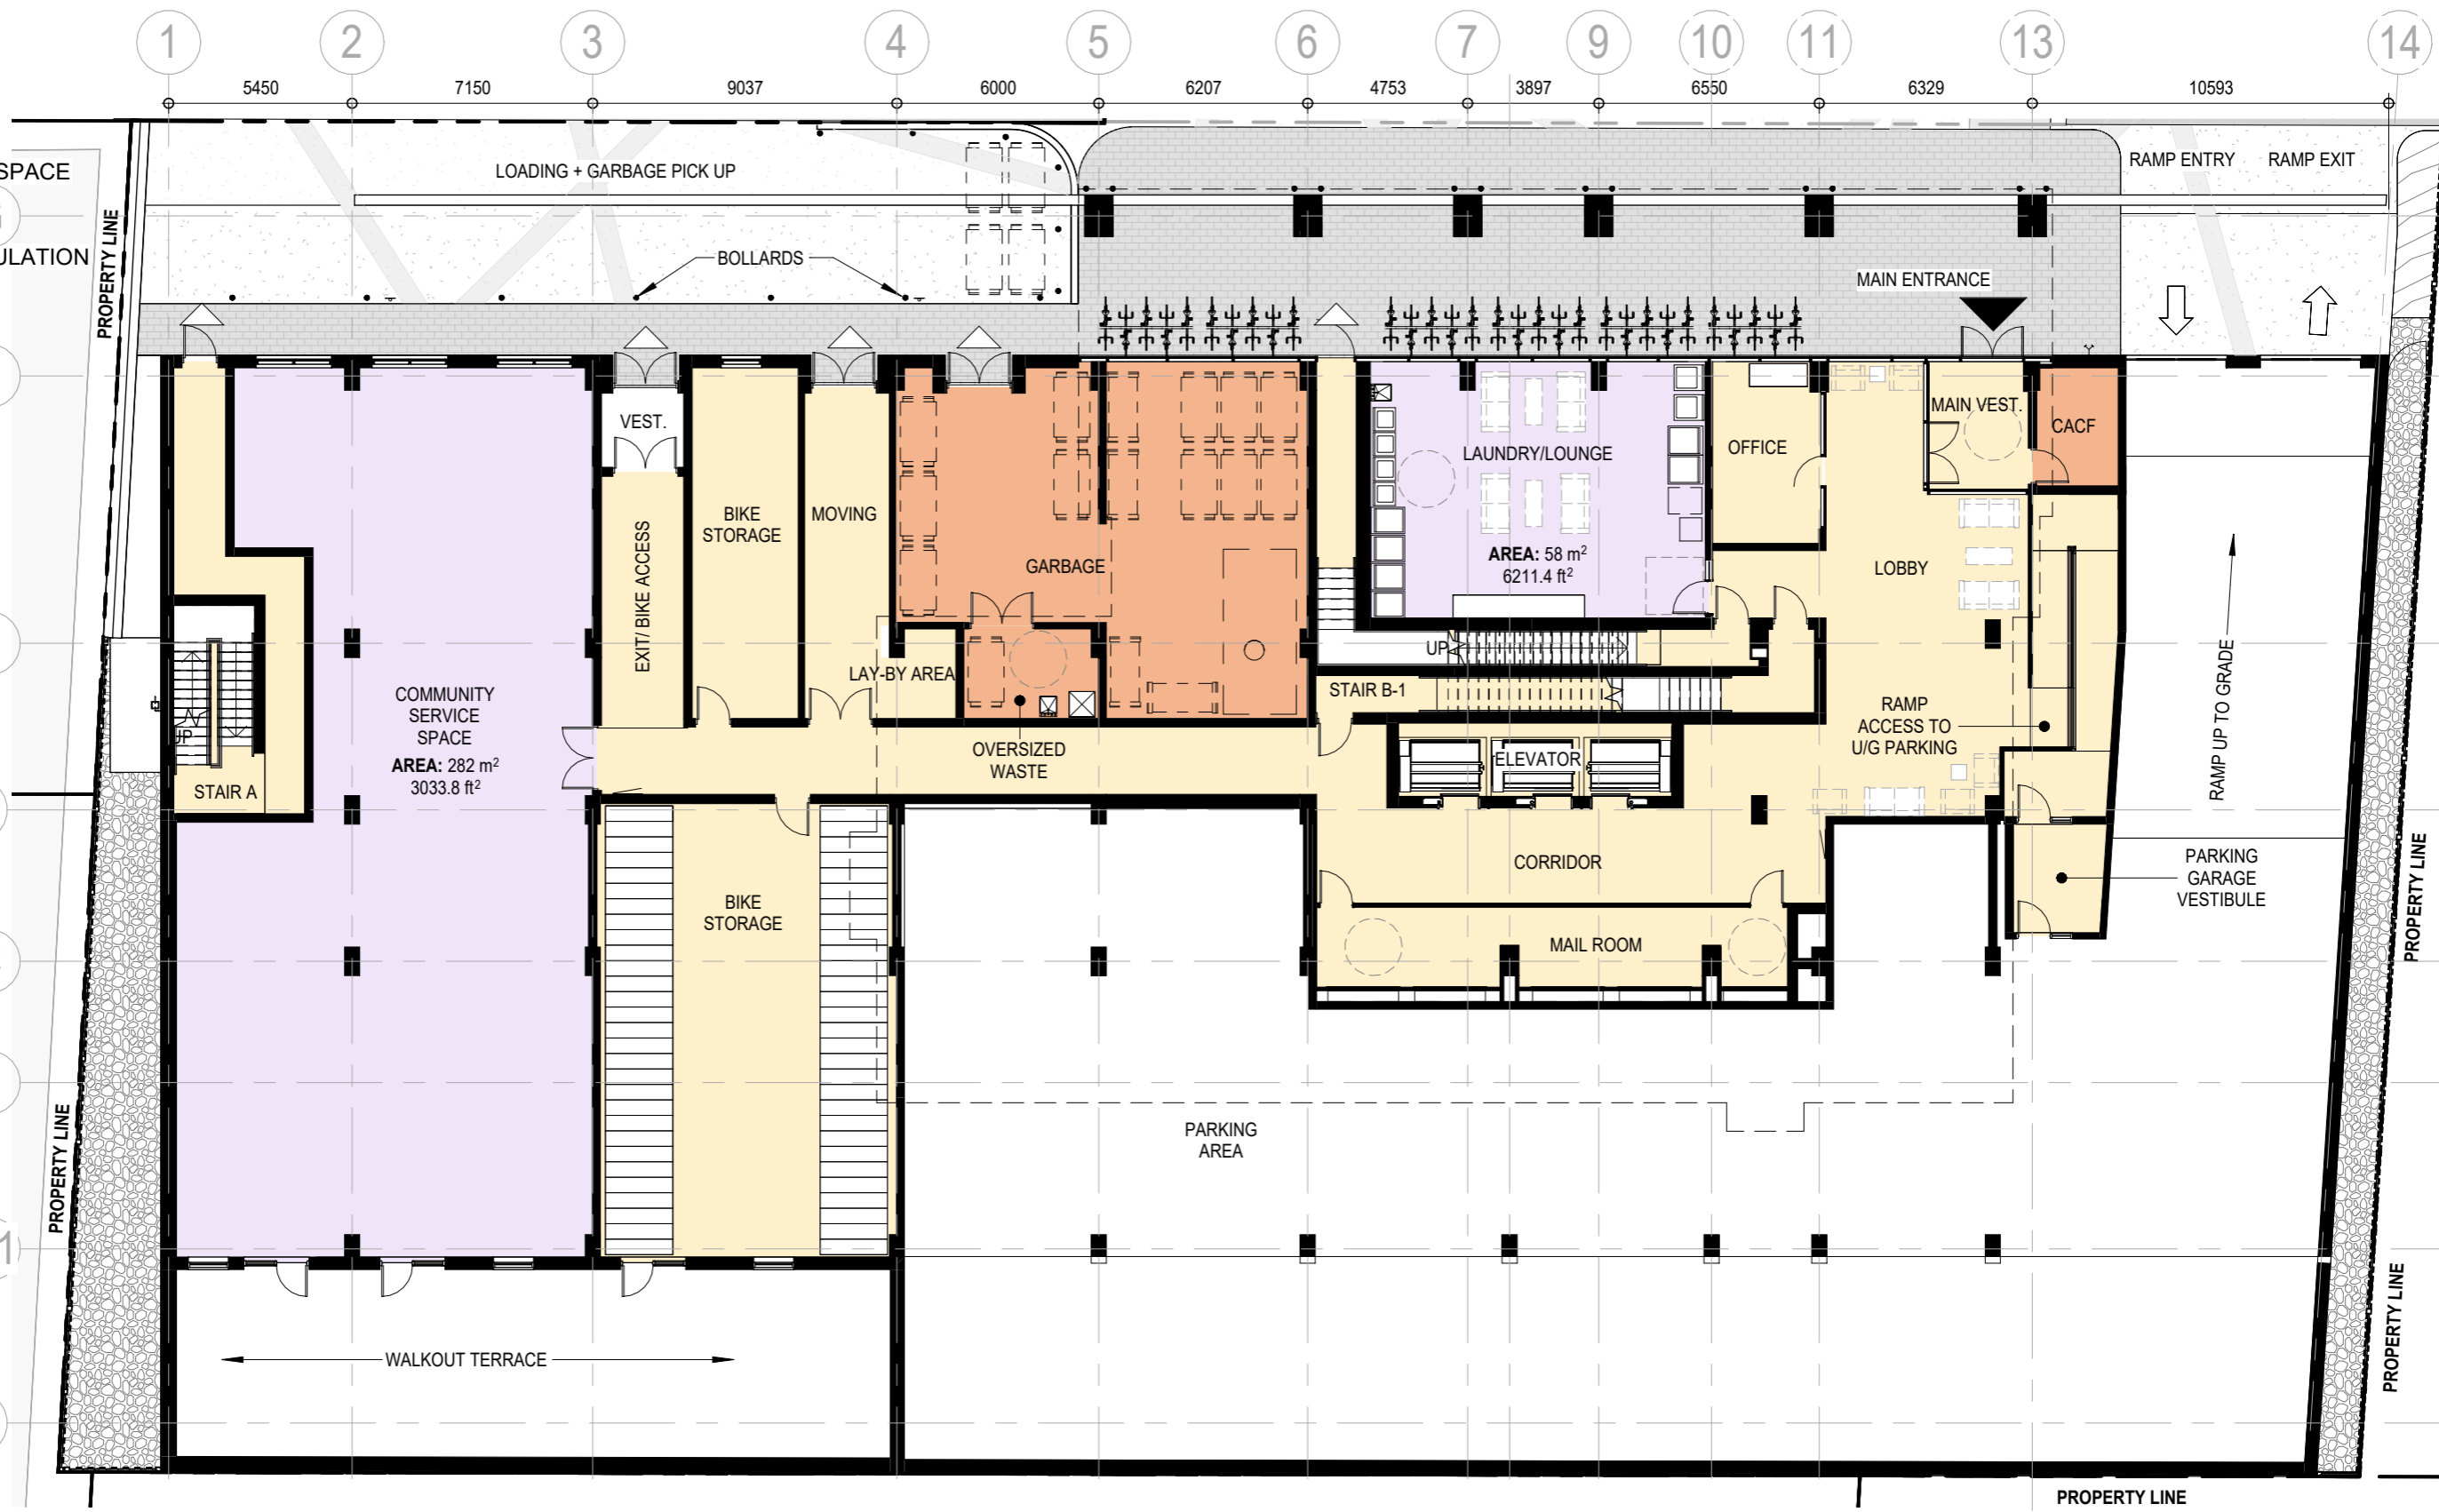 1 2 3 4 5 6 7 9 10 11 13 14
5450 7150 9037 6000 6207 4753 3897 6550 6329 10593
SPACE
LOADING + GARBAGE PICK UP
RAMP ENTRY RAMP EXIT
PROPERTY LINE
BOLLARDS
MAIN ENTRANCE
VEST.
MAIN VEST.
CACF
OFFICE
LAUNDRY/LOUNGE
AREA: 58 m²
6211.4 ft²
BIKE
STORAGE
MOVING
EXIT/ BIKE ACCESS
GARBAGE
LOBBY
UP
LAY-BY AREA
STAIR B-1
RAMP UP TO GRADE
COMMUNITY
SERVICE
SPACE
AREA: 282 m²
3033.8 ft²
UP
STAIR A
OVERSIZED
WASTE
ELEVATOR
RAMP
ACCESS TO
U/G PARKING
CORRIDOR
PARKING
GARAGE
VESTIBULE
BIKE
STORAGE
MAIL ROOM
PROPERTY LINE
PROPERTY LINE
PARKING
AREA
1
PROPERTY LINE
WALKOUT TERRACE
PROPERTY LINE